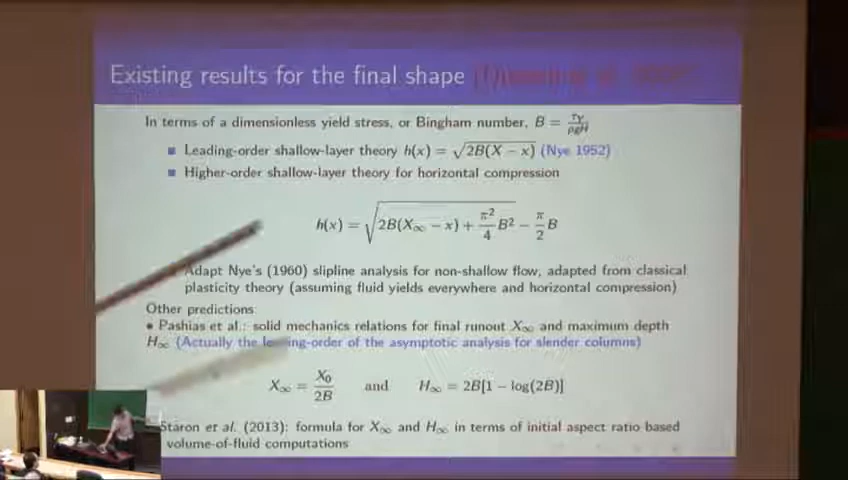 Existing results for the final shape
In terms of a dimensionless yield stress, or Bingham number, B = τY/ρgH
■ Leading-order shallow-layer theory h(x) = √2B(X − x) (Nye 1952)
■ Higher-order shallow-layer theory for horizontal compression
h(x) = √2B(X∞ − x) + π²/4 B² − π/2 B
Adapt Nye's (1960) slipline analysis for non-shallow flow, adapted from classical
plasticity theory (assuming fluid yields everywhere and horizontal compression)
Other predictions
• Pashias et al.: solid mechanics relations for final runout X∞ and maximum depth
H∞ (Actually the leading-order of the asymptotic analysis for slender columns)
X∞ = X0/2B and H∞ = 2B[1 − log(2B)]
Staron et al. (2013): formula for X∞ and H∞ in terms of initial aspect ratio based
volume-of-fluid computations